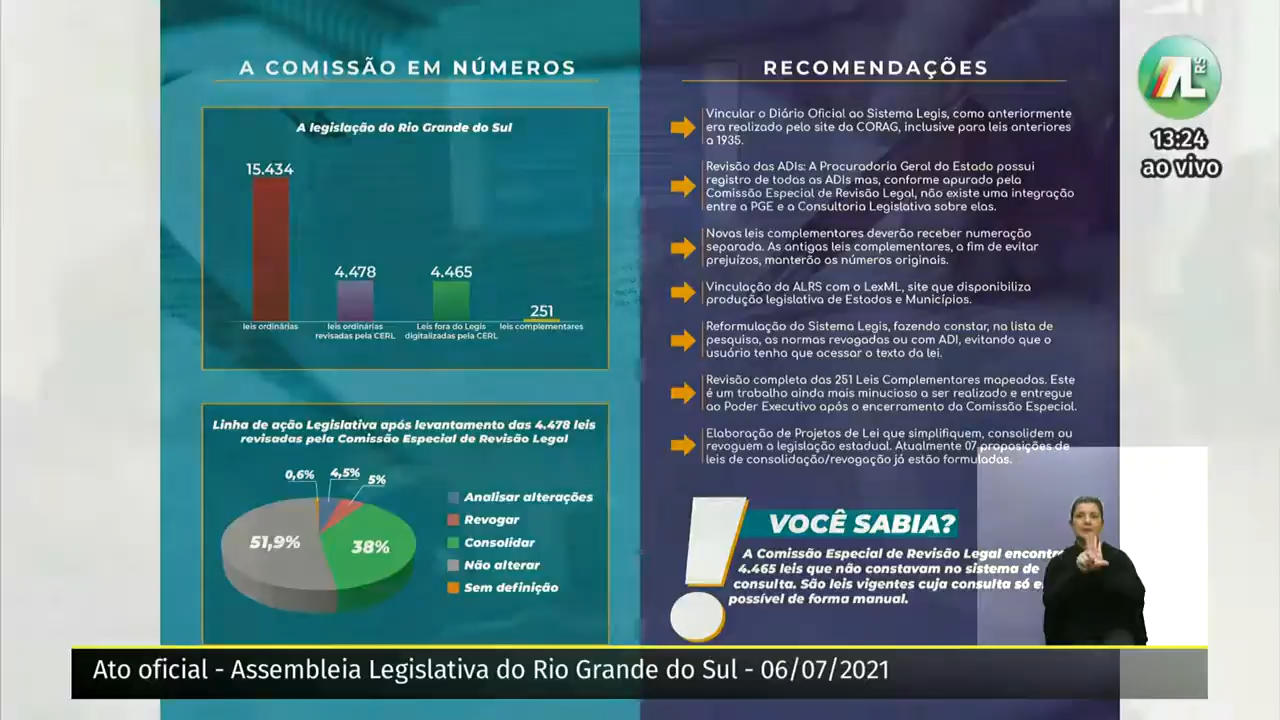 A COMISSÃO EM NÚMEROS
A legislação do Rio Grande do Sul
15.434
4.478
4.465
251
leis ordinárias
leis ordinárias
revisadas pela CERL
Leis fora do Legis
digitalizadas pela CERL
leis complementares
Linha de ação Legislativa após levantamento das 4.478 leis
revisadas pela Comissão Especial de Revisão Legal
0,6%
4,5%
5%
51,9%
38%
Analisar alterações
Revogar
Consolidar
Não alterar
Sem definição
RECOMENDAÇÕES
Vincular o Diário Oficial ao Sistema Legis, como anteriormente
era realizado pelo site da CORAG, inclusive para leis anteriores
a 1935.
Revisão das ADIs: A Procuradoria Geral do Estado possui
registro de todas as ADIs mas, conforme apurado pela
Comissão Especial de Revisão Legal, não existe uma integração
entre a PGE e a Consultoria Legislativa sobre elas.
Novas leis complementares deverão receber numeração
separada. As antigas leis complementares, a fim de evitar
prejuízos, manterão os números originais.
Vinculação da ALRS com o LexML, site que disponibiliza
produção legislativa de Estados e Municípios.
Reformulação do Sistema Legis, fazendo constar, na lista de
pesquisa, as normas revogadas ou com ADI, evitando que o
usuário tenha que acessar o texto da lei.
Revisão completa das 251 Leis Complementares mapeadas. Este
é um trabalho ainda mais minucioso a ser realizado e entregue
ao Poder Executivo após o encerramento da Comissão Especial.
Elaboração de Projetos de Lei que simplifiquem, consolidem ou
revoguem a legislação estadual. Atualmente 07 proposições de
leis de consolidação/revogação já estão formuladas.
VOCÊ SABIA?
A Comissão Especial de Revisão Legal
4.465 leis que não constavam no sistema de
consulta. São leis vigentes cuja consulta só
possível de forma manual.
AL RS
13:24
ao vivo
Ato oficial - Assembleia Legislativa do Rio Grande do Sul - 06/07/2021